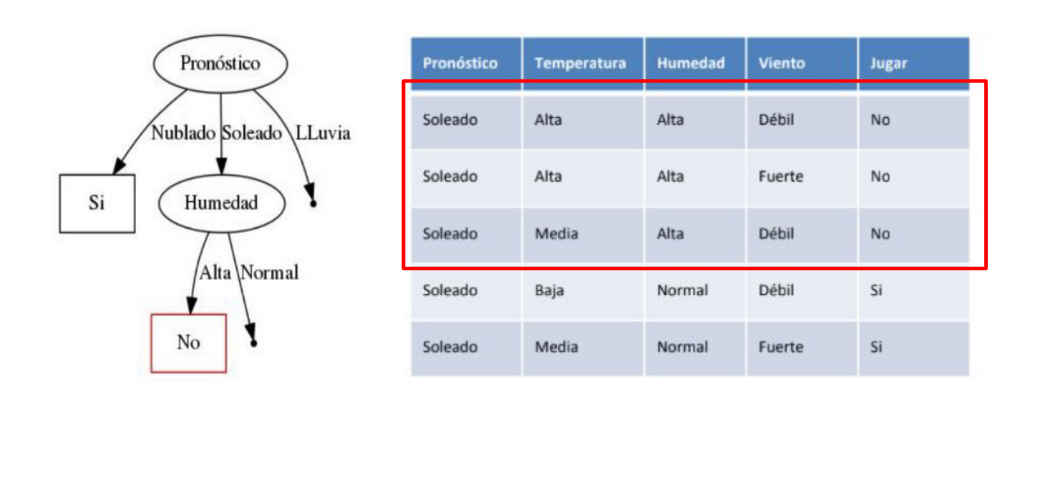 Pronóstico
Nublado Soleado LLuvia
Si
Humedad
Alta Normal
No
Pronóstico Temperatura Humedad Viento Jugar
Soleado Alta Alta Débil No
Soleado Alta Alta Fuerte No
Soleado Media Alta Débil No
Soleado Baja Normal Débil Si
Soleado Media Normal Fuerte Si